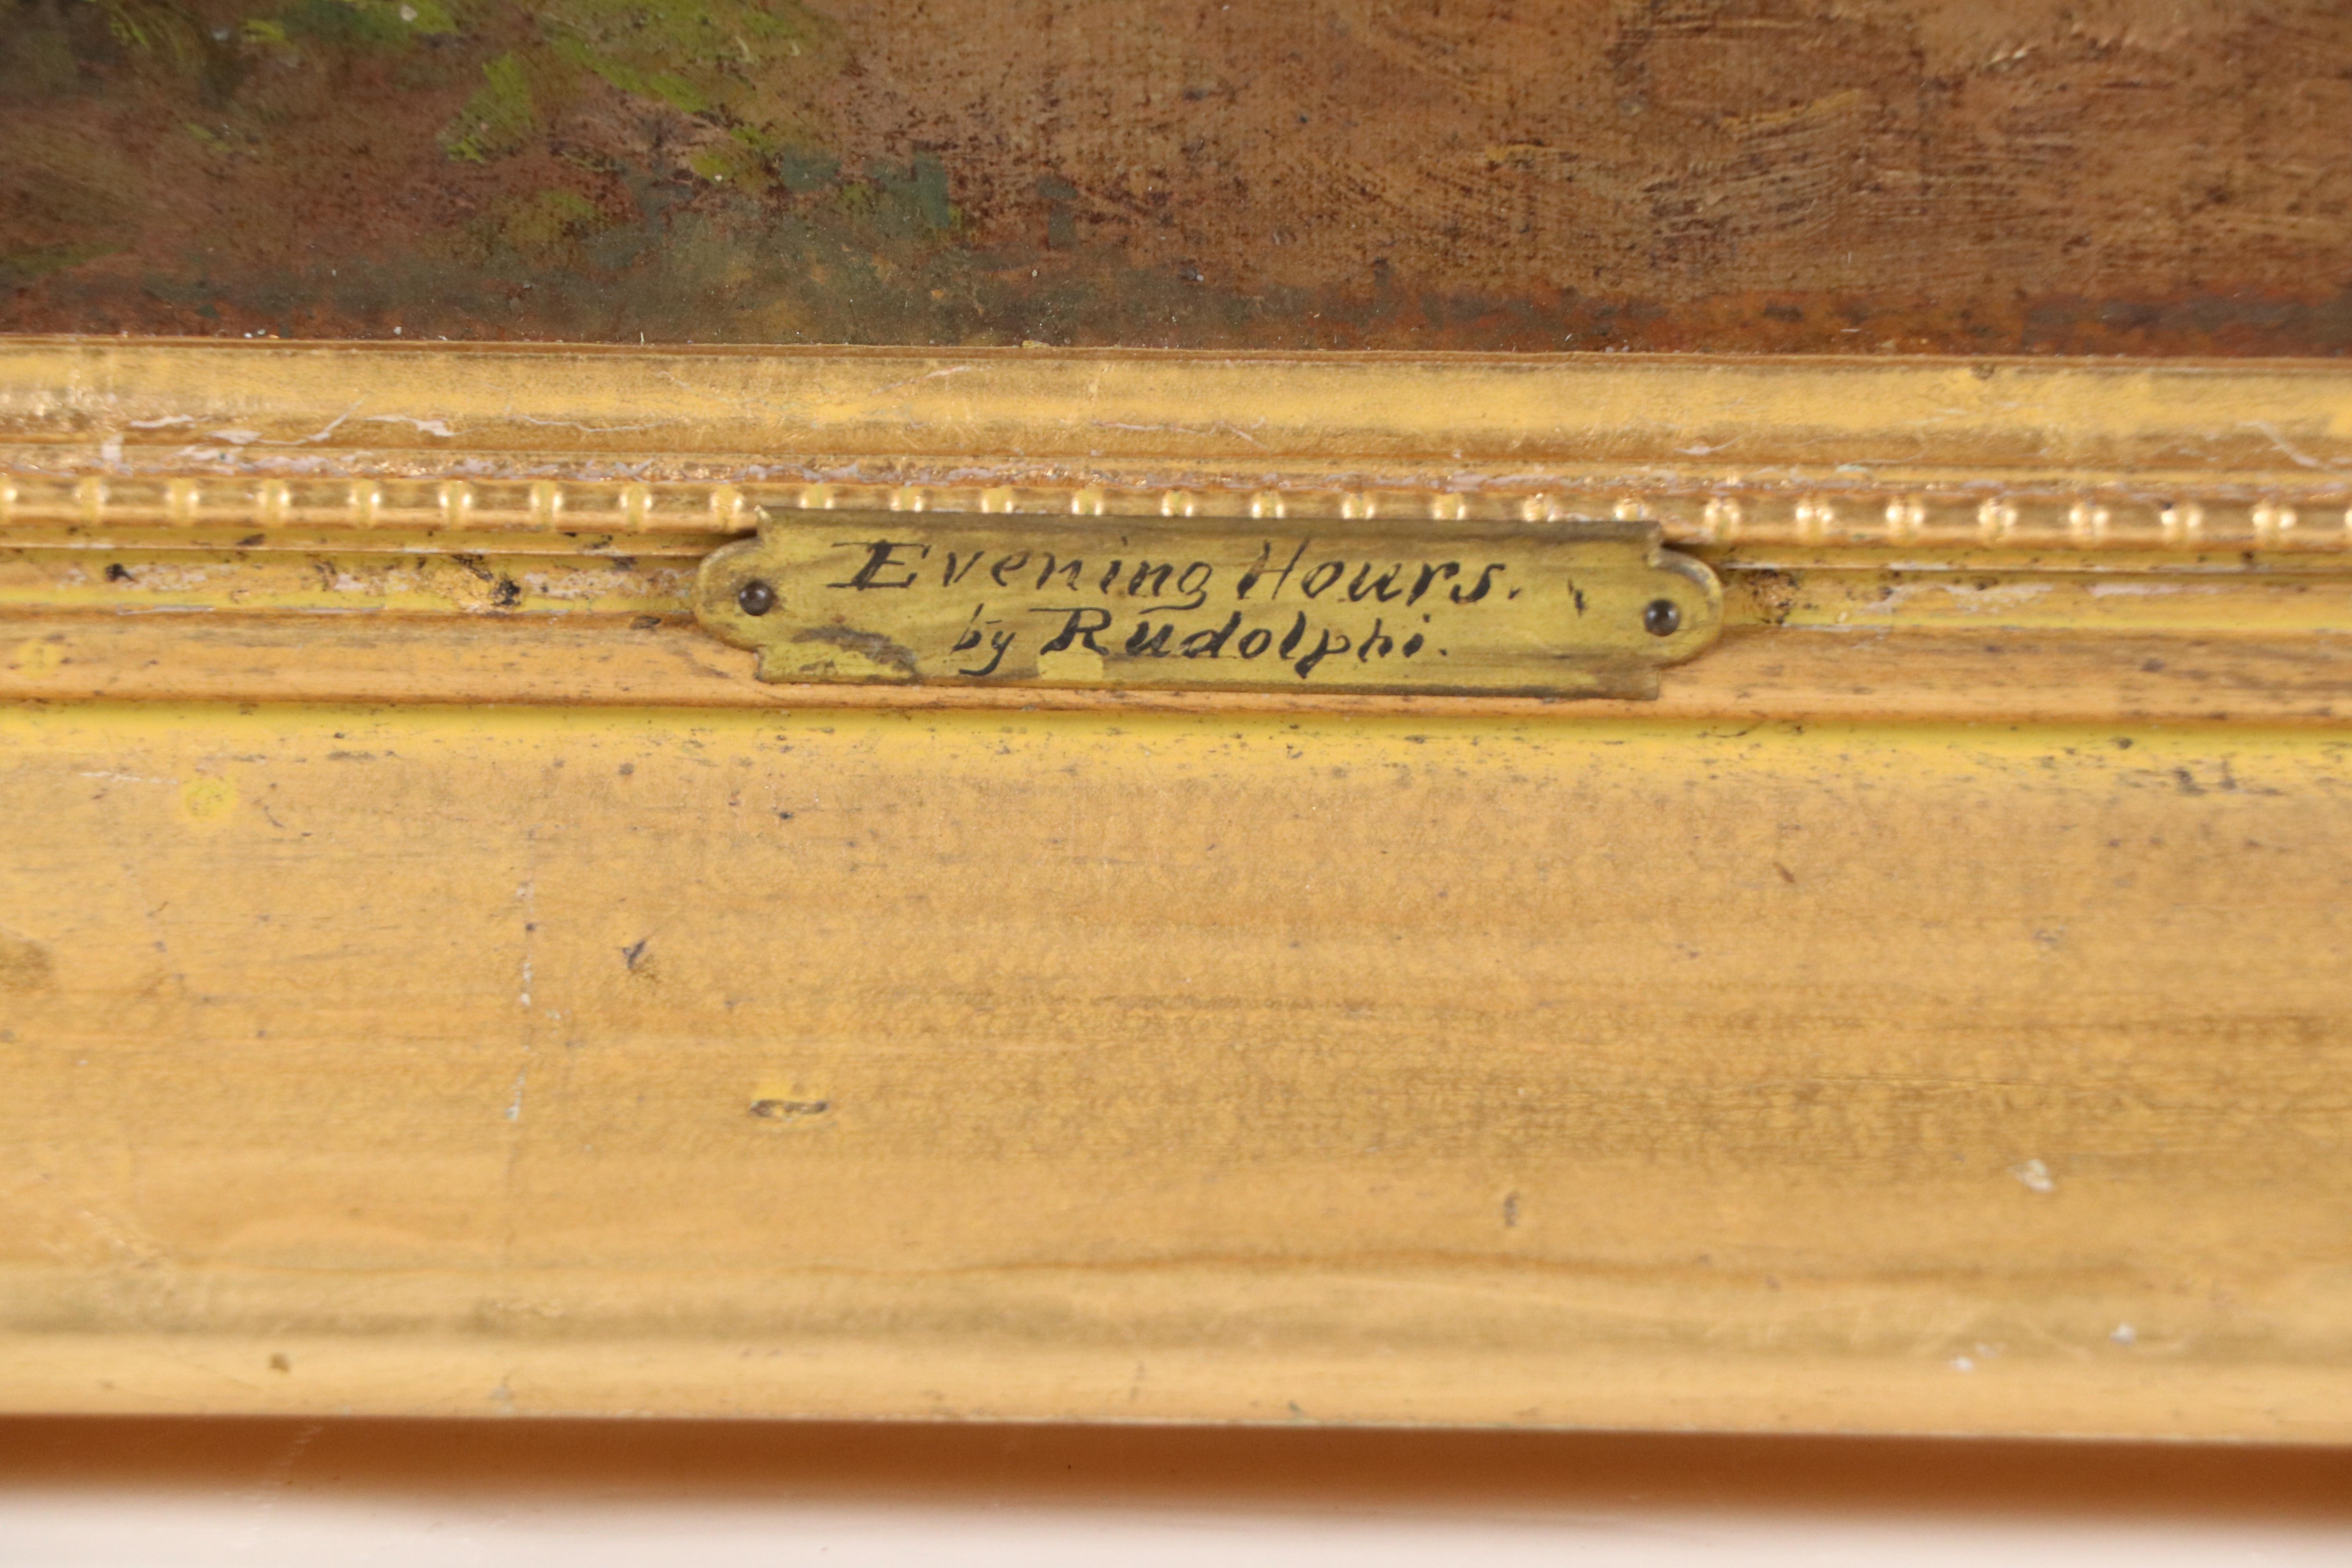 Evening Hours.
by Rudolphi.